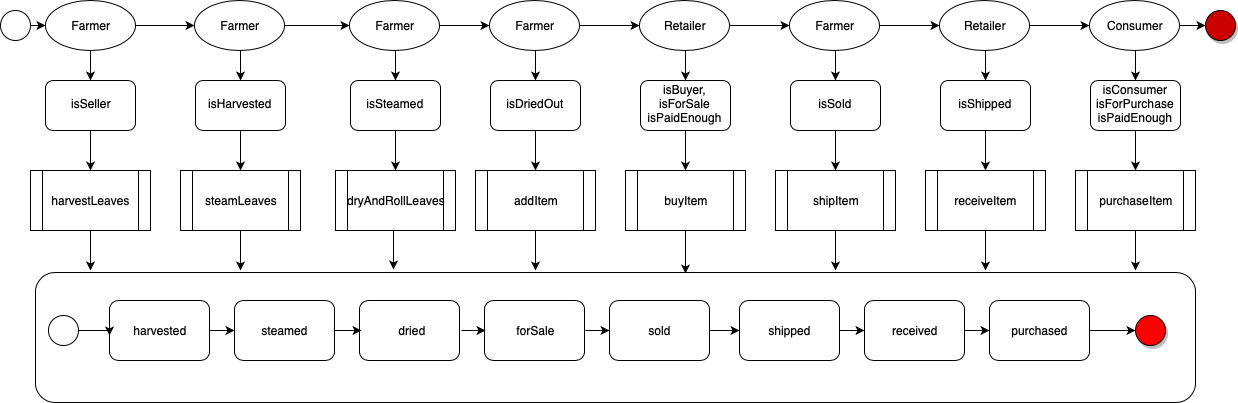 Farmer
Farmer
Farmer
Farmer
Retailer
Farmer
Retailer
Consumer
isSeller
isHarvested
isSteamed
isDriedOut
isBuyer,
isForSale
isPaidEnough
isSold
isShipped
isConsumer
isForPurchase
isPaidEnough
harvestLeaves
steamLeaves
dryAndRollLeaves
addItem
buyItem
shipItem
receiveItem
purchaseItem
harvested
steamed
dried
forSale
sold
shipped
received
purchased